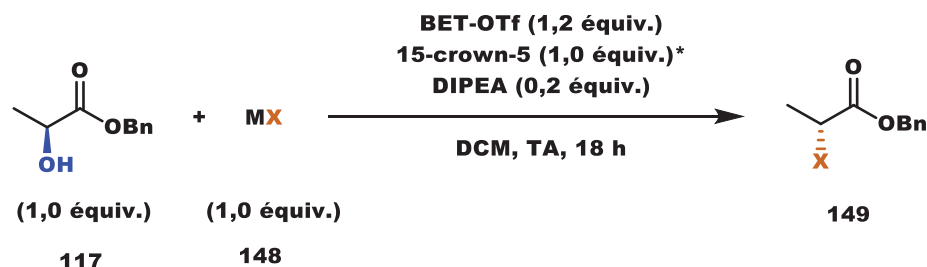 BET-OTf (1,2 équiv.)
15-crown-5 (1,0 équiv.)*
DIPEA (0,2 équiv.)
DCM, TA, 18 h
O
OBn
OH
+
MX
O
OBn
X
(1,0 équiv.)
(1,0 équiv.)
117
148
149